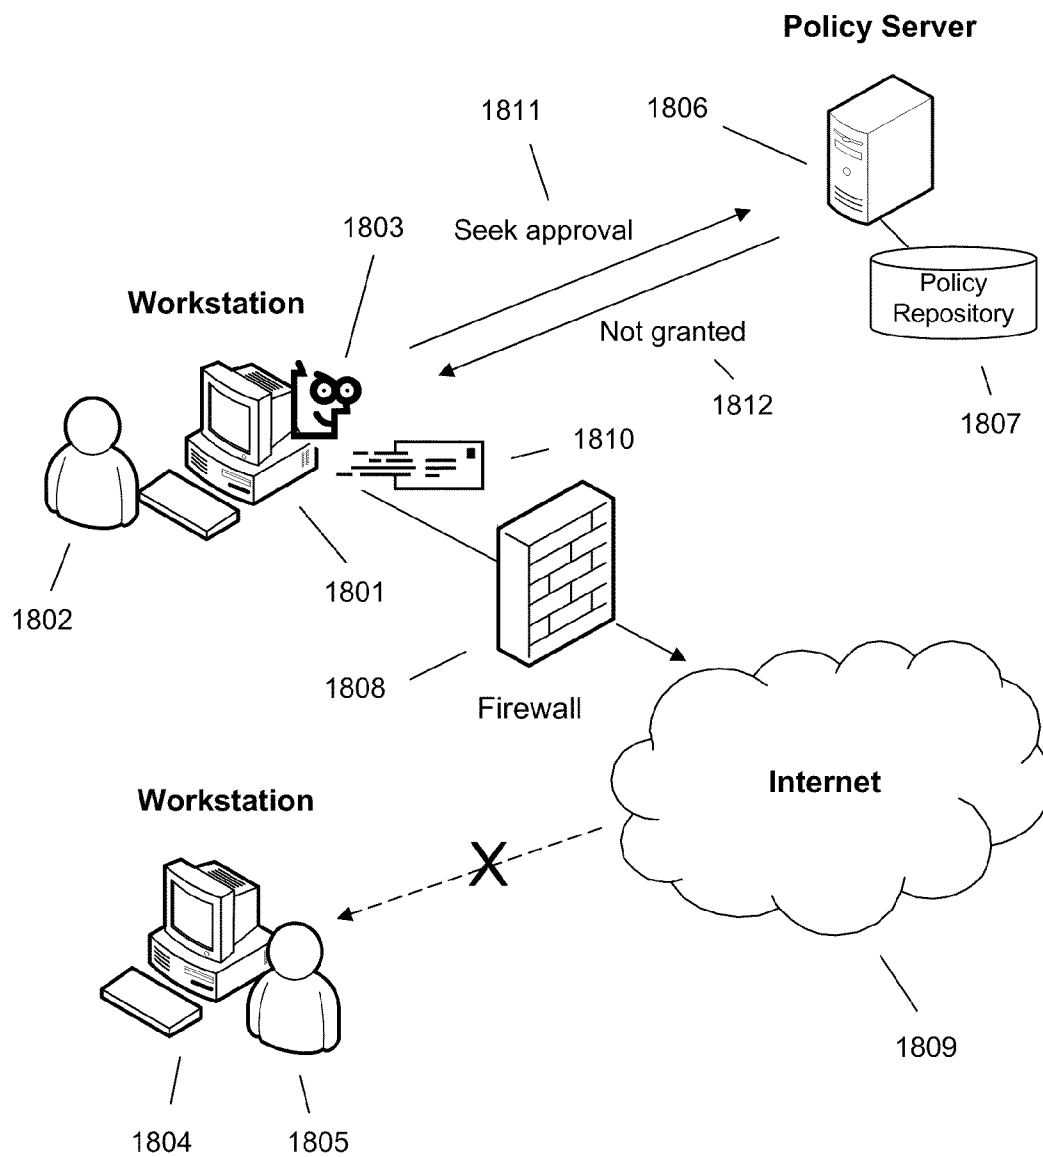 Policy Server
1811
1806
1803
Seek approval
Workstation
Policy
Repository
Not granted
1812
1807
1810
1801
1802
1808
Firewall
Internet
Workstation
X
1809
1804
1805